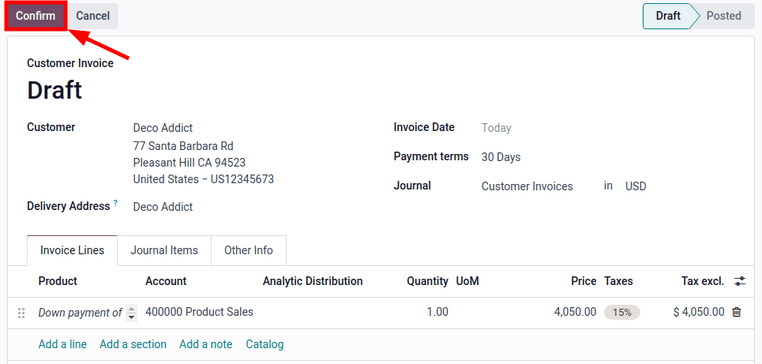 Confirm Cancel Draft Posted
Customer Invoice
Draft
Customer Deco Addict Invoice Date Today
77 Santa Barbara Rd
Pleasant Hill CA 94523 Payment terms 30 Days
United States – US12345673 Journal Customer Invoices in USD
Delivery Address ? Deco Addict
Invoice Lines Journal Items Other Info
Product Account Analytic Distribution Quantity UoM Price Taxes Tax excl.
Down payment of 400000 Product Sales 1.00 4,050.00 15% $ 4,050.00
Add a line Add a section Add a note Catalog